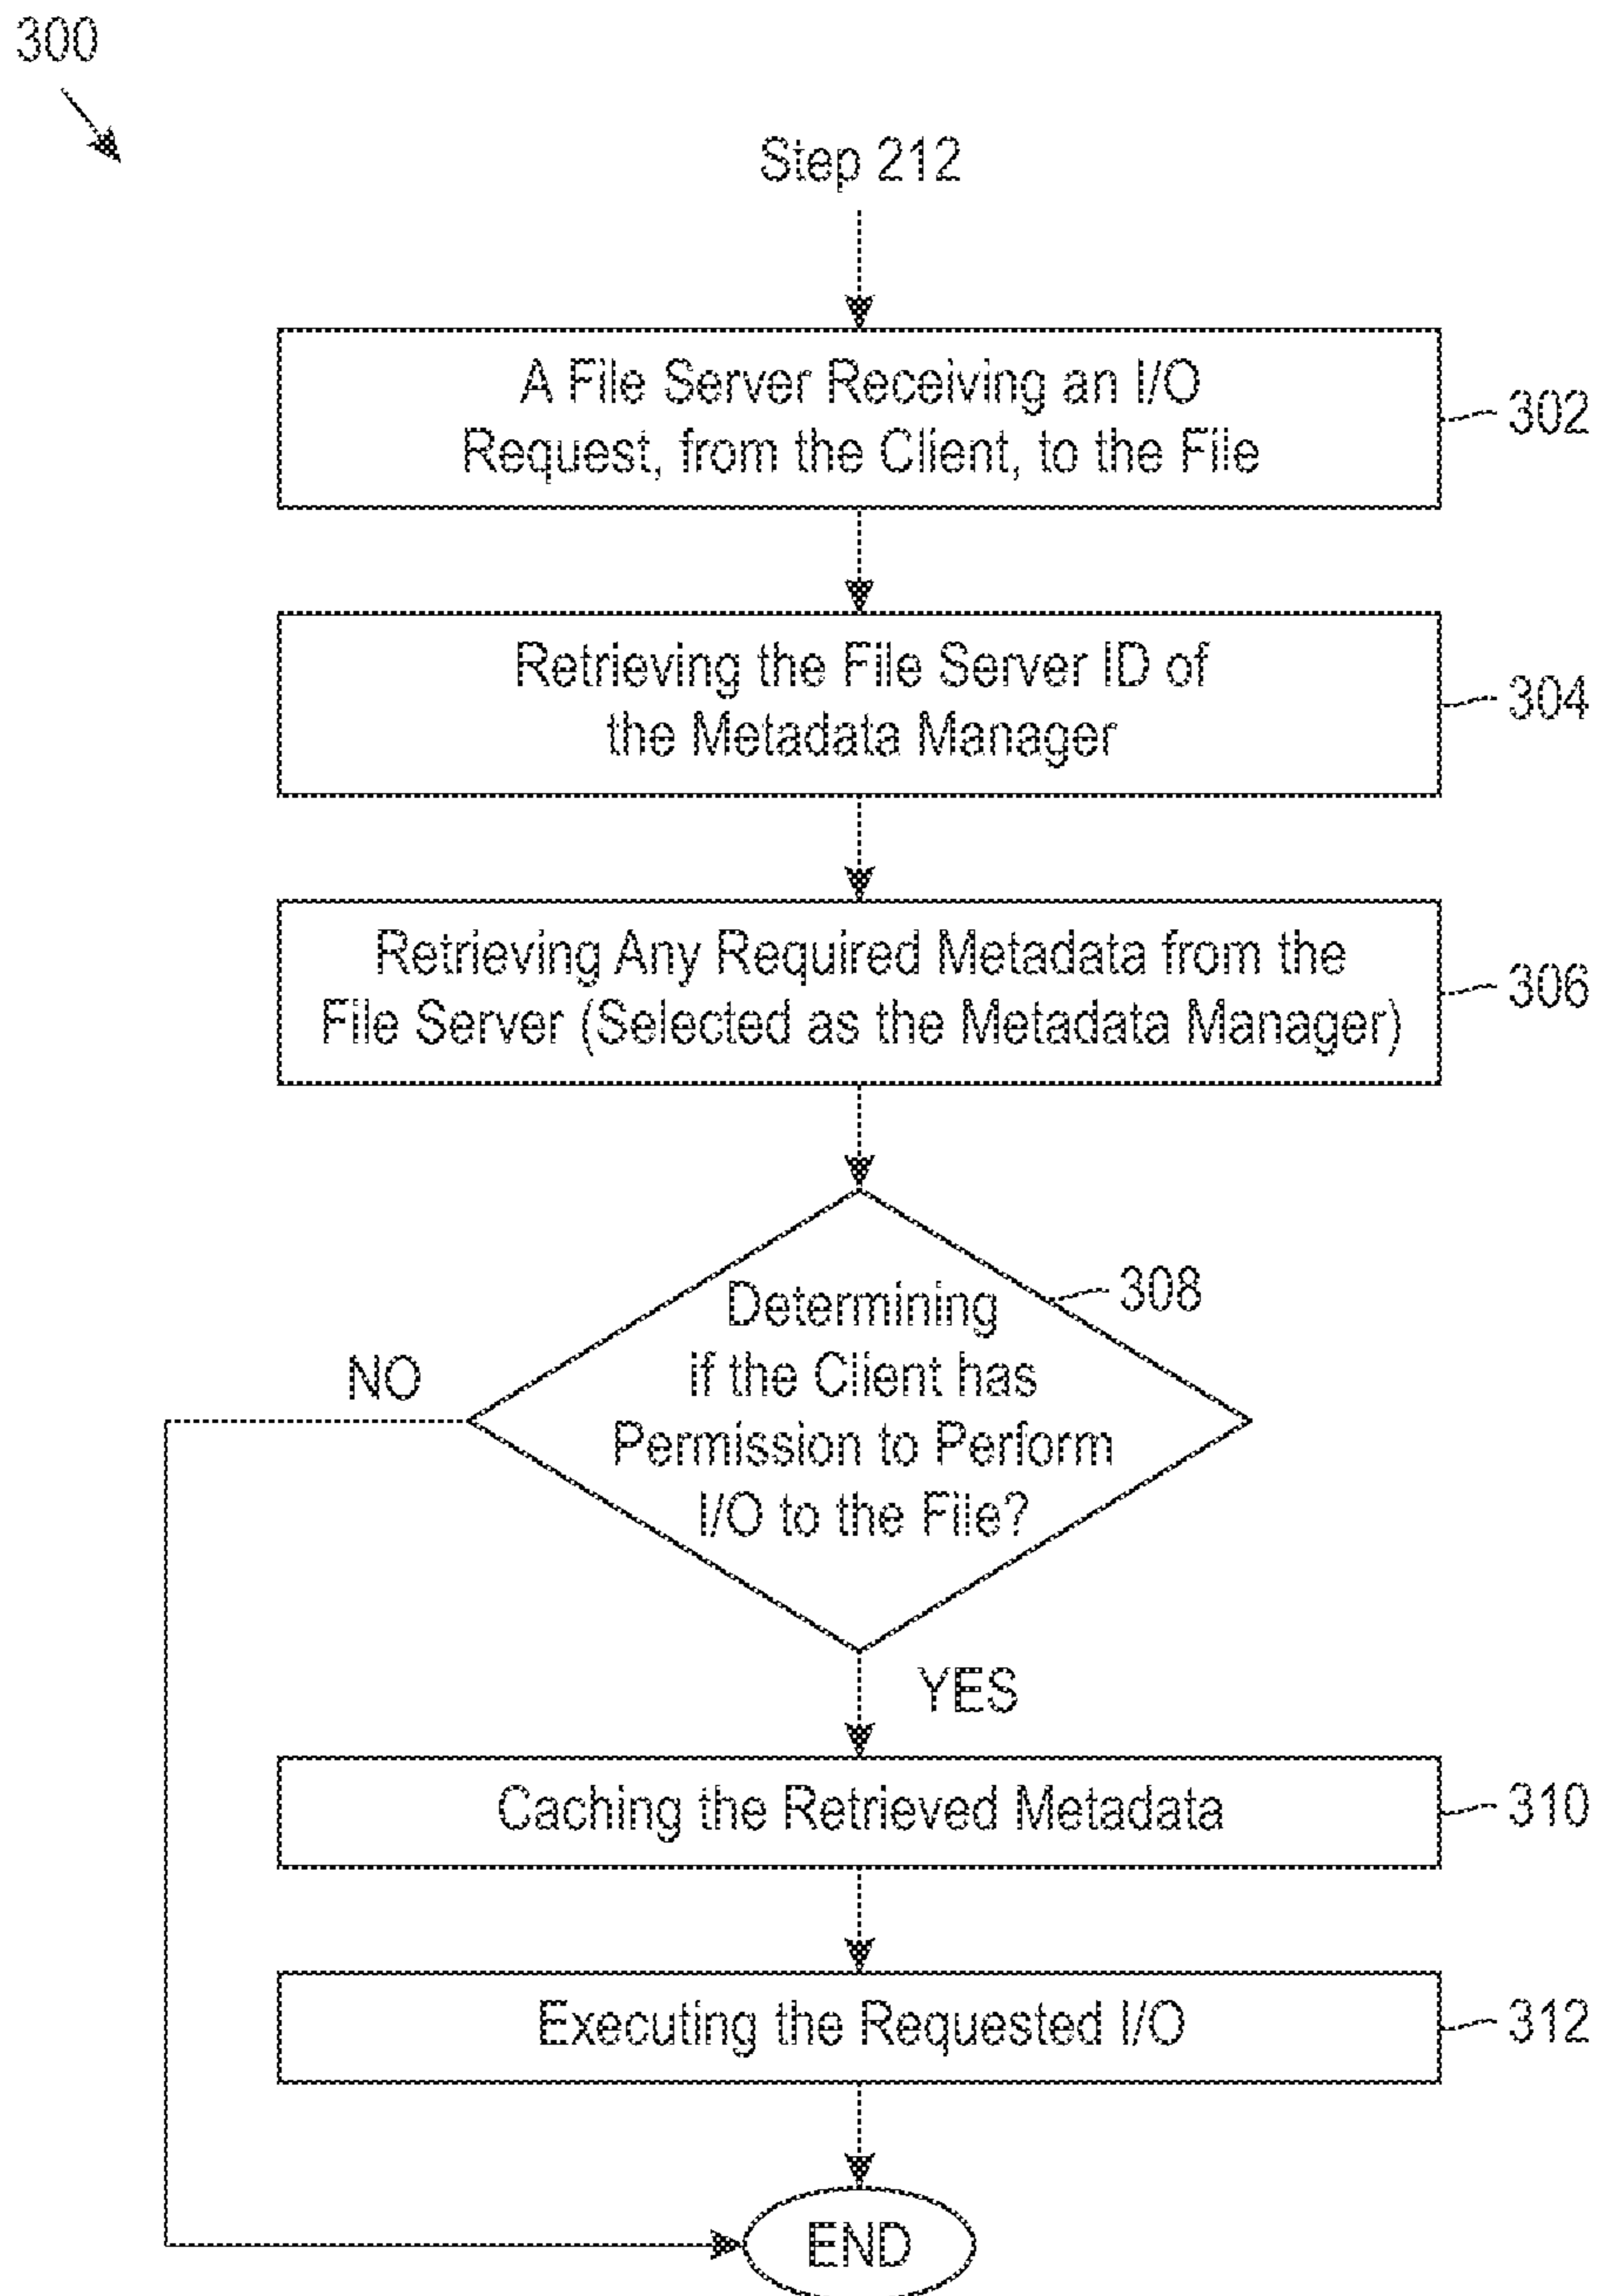 300
Step 212
A File Server Receiving an I/O
Request, from the Client, to the File
302
Retrieving the File Server ID of
the Metadata Manager
304
Retrieving Any Required Metadata from the
File Server (Selected as the Metadata Manager)
306
308
Determining
if the Client has
Permission to Perform
I/O to the File?
NO
YES
Caching the Retrieved Metadata
310
Executing the Requested I/O
312
END